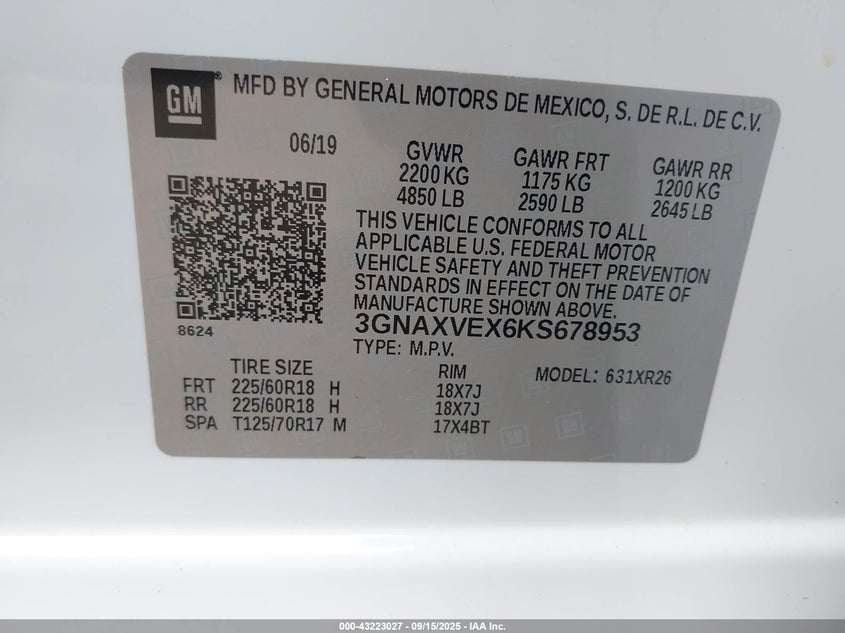 GM ® MFD BY GENERAL MOTORS DE MEXICO, S. DE R.L. DE C.V.
06/19
GVWR GAWR FRT GAWR RR
2200 KG 1175 KG 1200 KG
4850 LB 2590 LB 2645 LB
THIS VEHICLE CONFORMS TO ALL
APPLICABLE U.S. FEDERAL MOTOR
VEHICLE SAFETY AND THEFT PREVENTION
STANDARDS IN EFFECT ON THE DATE OF
MANUFACTURE SHOWN ABOVE.
8624
3GNAXVEX6KS678953
TYPE: M.P.V.
TIRE SIZE RIM MODEL: 631XR26
FRT 225/60R18 H 18X7J
RR 225/60R18 H 18X7J
SPA T125/70R17 M 17X4BT
000-43223027 - 09/15/2025 - IAA Inc.